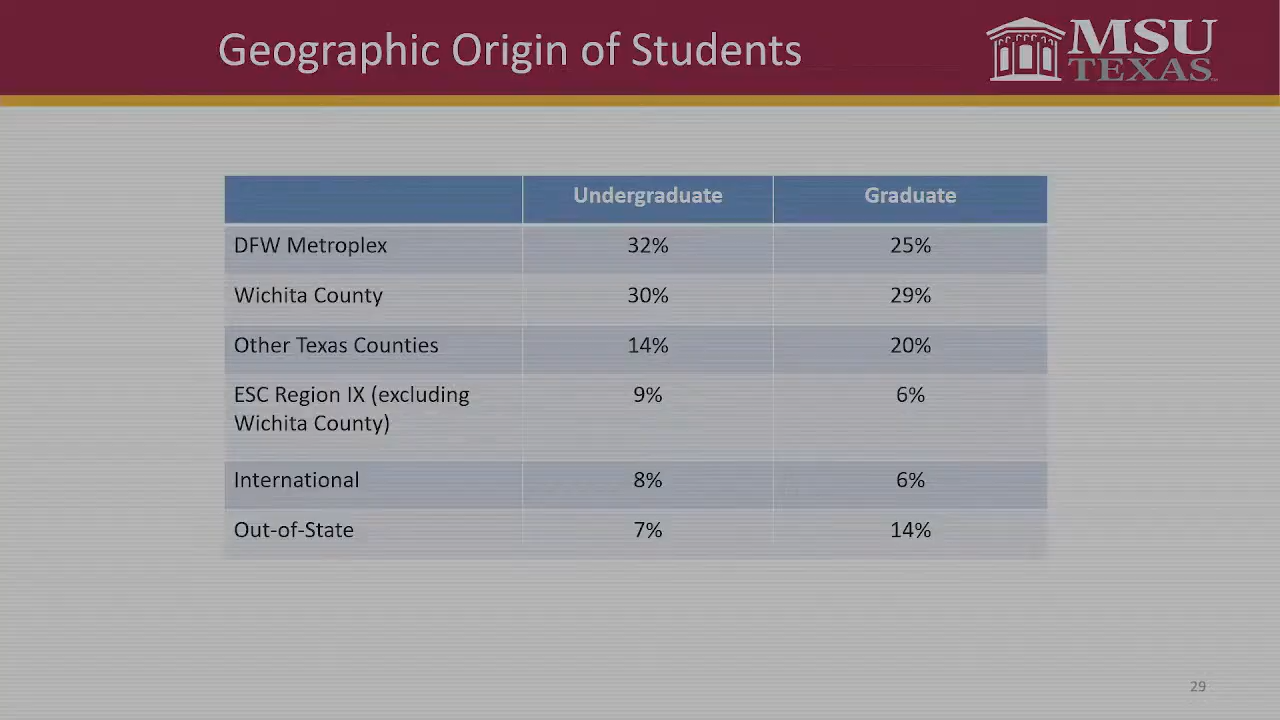 Geographic Origin of Students
MSU
TEXAS
Undergraduate Graduate
DFW Metroplex 32% 25%
Wichita County 30% 29%
Other Texas Counties 14% 20%
ESC Region IX (excluding 9% 6%
Wichita County)
International 8% 6%
Out-of-State 7% 14%
29